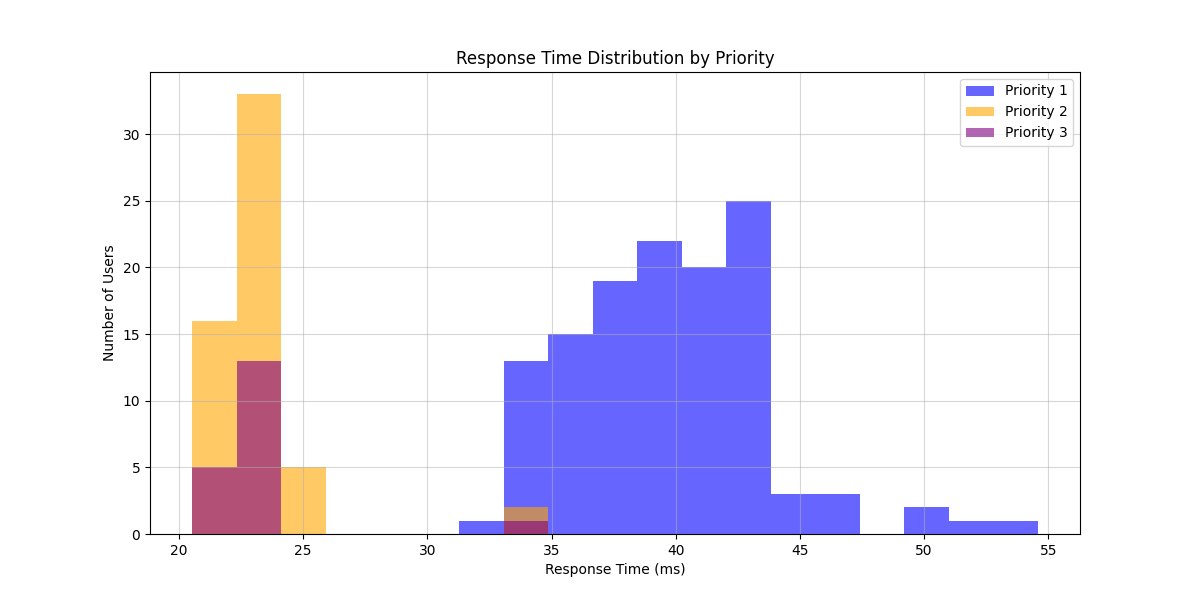 Response Time Distribution by Priority
Priority 1
Priority 2
Priority 3
Number of Users
30
25
20
15
10
5
0
20 25 30 35 40 45 50 55
Response Time (ms)